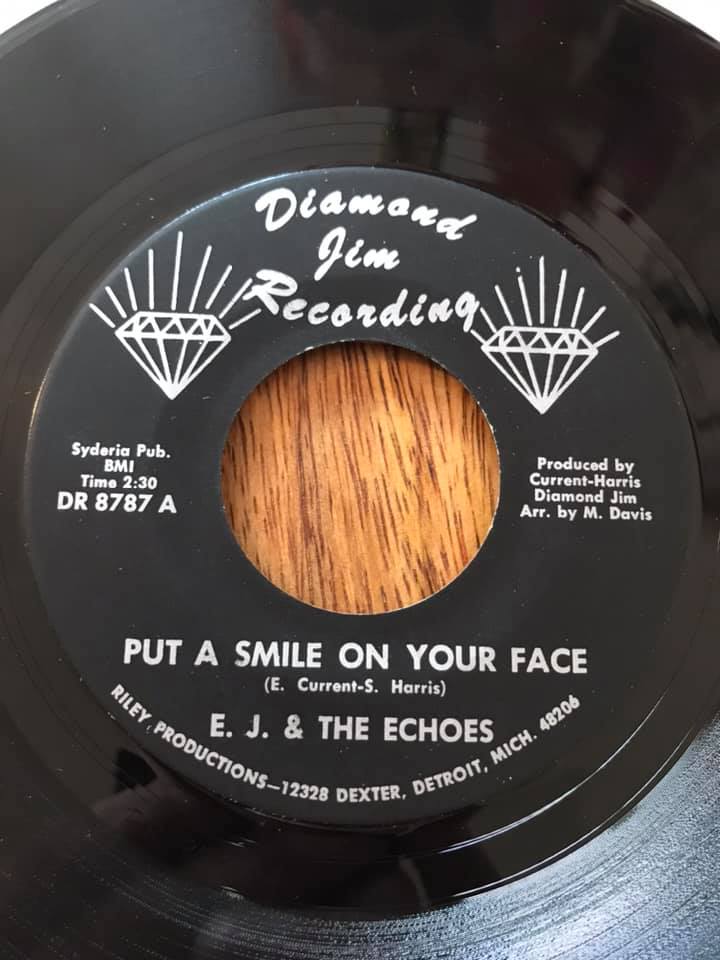 Diamond
Jim
Recording
Syderia Pub.
BMI
Time 2:30
DR 8787 A
Produced by
Current-Harris
Diamond Jim
Arr. by M. Davis
PUT A SMILE ON YOUR FACE
(E. Current-S. Harris)
E. J. & THE ECHOES
RILEY PRODUCTIONS—12328 DEXTER, DETROIT, MICH. 48206